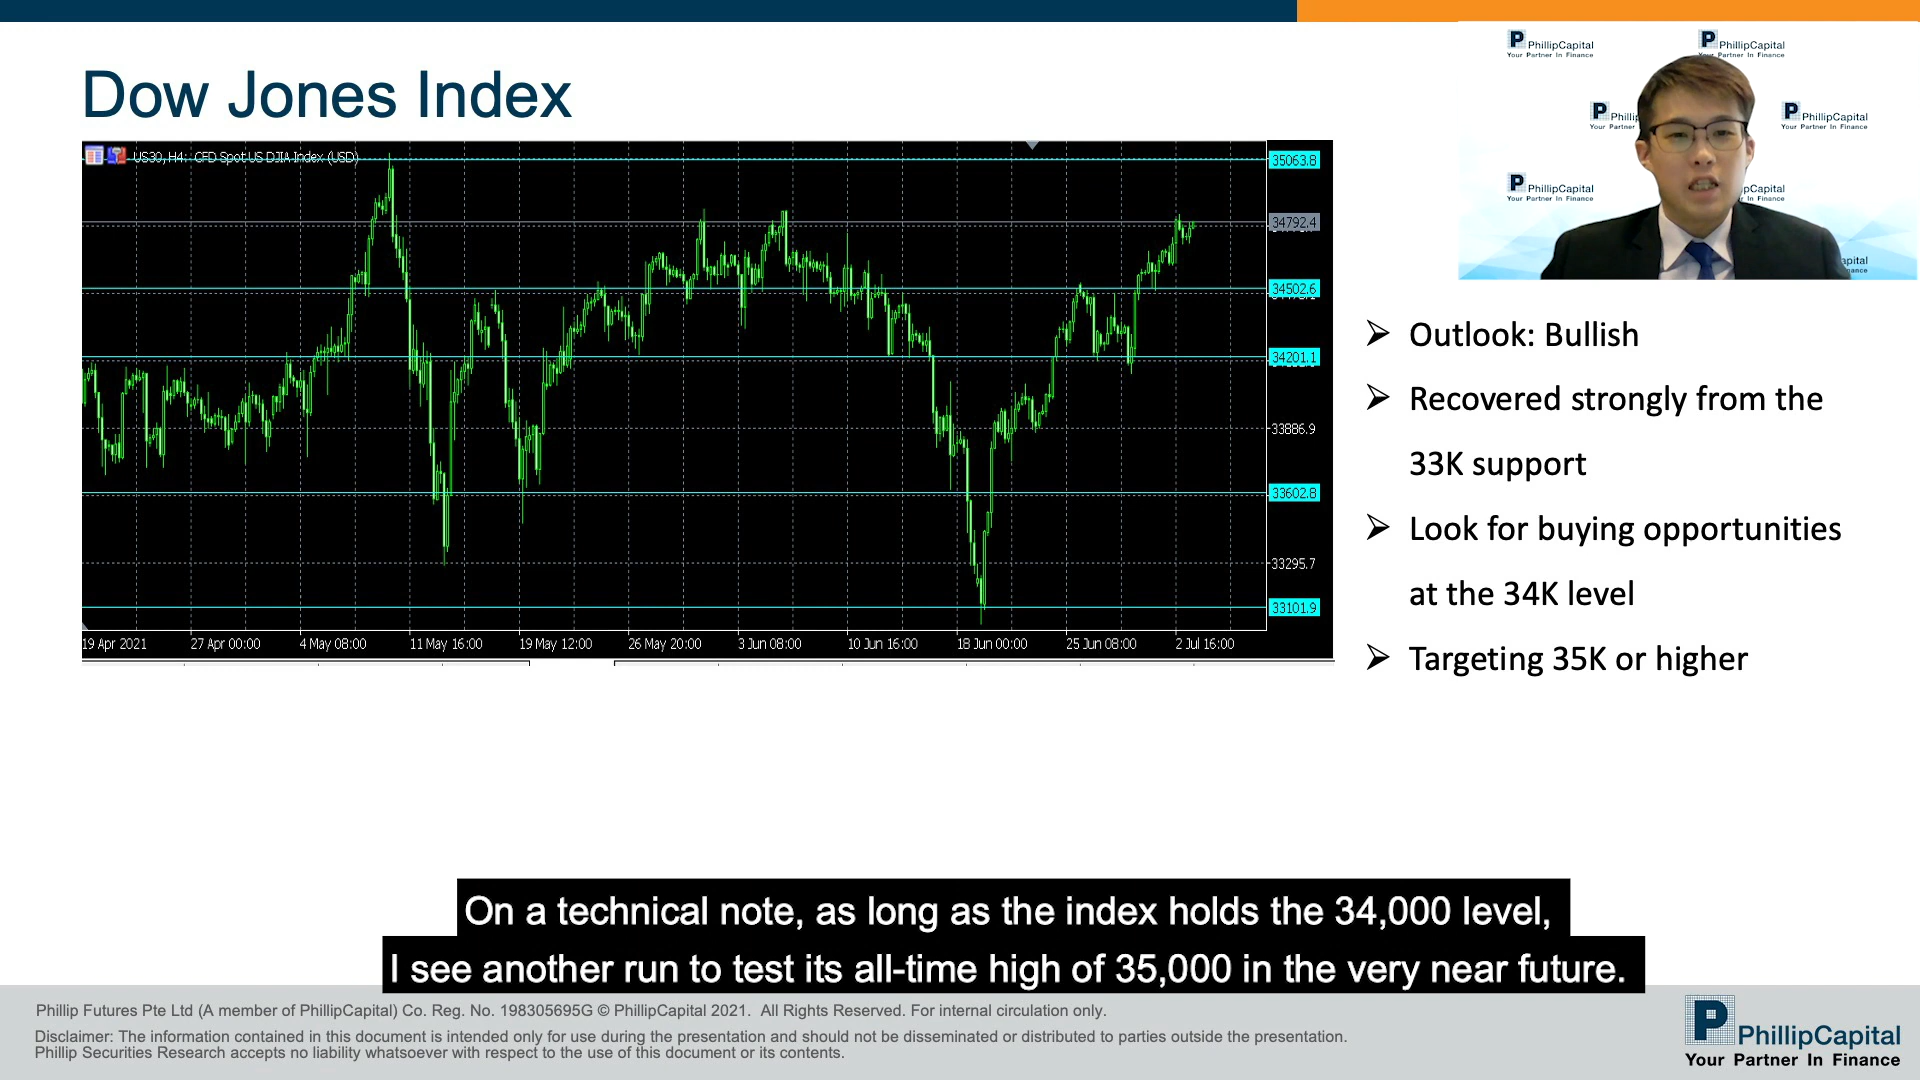 Dow Jones Index
US30, H4: CFD Spot US DJIA Index (USD)
35063.8
34792.4
34502.6
34201.1
33886.9
33602.8
33295.7
33101.9
19 Apr 2021
27 Apr 00:00
4 May 08:00
11 May 16:00
19 May 12:00
26 May 20:00
3 Jun 08:00
10 Jun 16:00
18 Jun 00:00
25 Jun 08:00
2 Jul 16:00
PhillipCapital
Your Partner In Finance
PhillipCapital
Your Partner In Finance
Phillip
Your Partner In
PhillipCapital
Your Partner In Finance
PhillipCapital
Your Partner In Finance
pCapital
r In Finance
apital
nance
Outlook: Bullish
Recovered strongly from the
33K support
Look for buying opportunities
at the 34K level
Targeting 35K or higher
On a technical note, as long as the index holds the 34,000 level,
I see another run to test its all-time high of 35,000 in the very near future.
Phillip Futures Pte Ltd (A member of PhillipCapital) Co. Reg. No. 198305695G © PhillipCapital 2021. All Rights Reserved. For internal circulation only.
Disclaimer: The information contained in this document is intended only for use during the presentation and should not be disseminated or distributed to parties outside the presentation.
Phillip Securities Research accepts no liability whatsoever with respect to the use of this document or its contents.
PhillipCapital
Your Partner In Finance